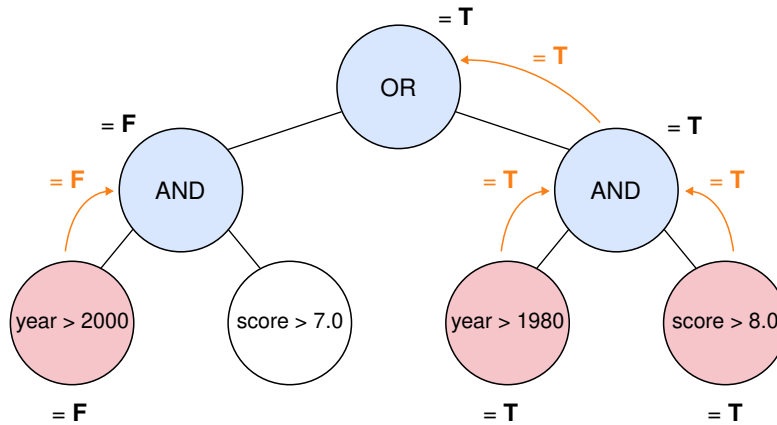 = T
= T
OR
= F
= T
= F
AND
= T
AND
= T
year > 2000
score > 7.0
year > 1980
score > 8.0
= F
= T
= T